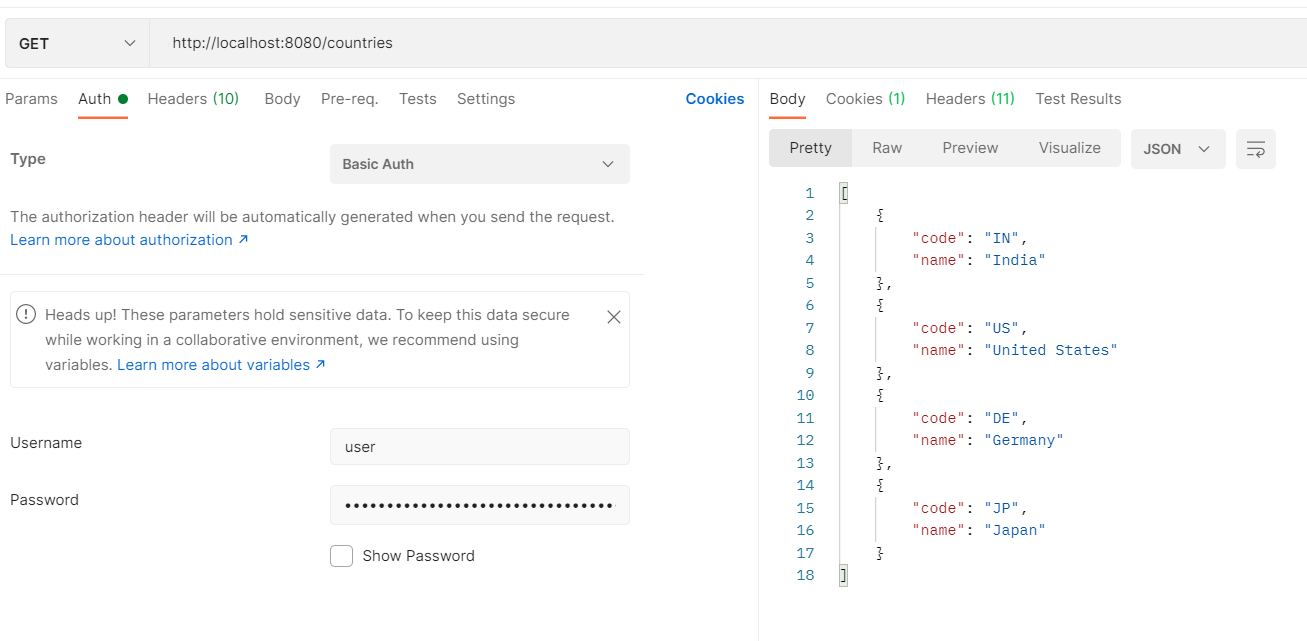 GET http://localhost:8080/countries
Params Auth Headers (10) Body Pre-req. Tests Settings Cookies
Type Basic Auth
The authorization header will be automatically generated when you send the request.
Learn more about authorization ↗
Heads up! These parameters hold sensitive data. To keep this data secure
while working in a collaborative environment, we recommend using
variables. Learn more about variables ↗
Username user
Password ••••••••••••••••••••••••••••••••
Show Password
Body Cookies (1) Headers (11) Test Results
Pretty Raw Preview Visualize JSON
1 [
2 {
3 "code": "IN",
4 "name": "India"
5 },
6 {
7 "code": "US",
8 "name": "United States"
9 },
10 {
11 "code": "DE",
12 "name": "Germany"
13 },
14 {
15 "code": "JP",
16 "name": "Japan"
17 }
18 ]